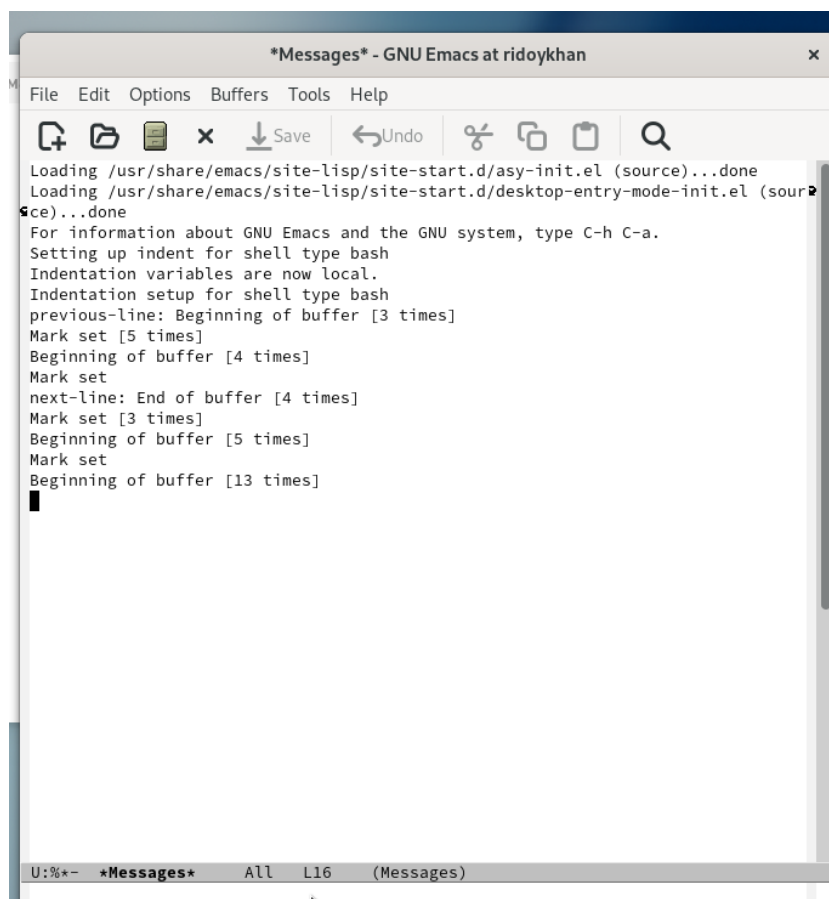 *Messages* - GNU Emacs at ridoykhan
File Edit Options Buffers Tools Help
Save Undo
Loading /usr/share/emacs/site-lisp/site-start.d/asy-init.el (source)...done
Loading /usr/share/emacs/site-lisp/site-start.d/desktop-entry-mode-init.el (sour
ce)...done
For information about GNU Emacs and the GNU system, type C-h C-a.
Setting up indent for shell type bash
Indentation variables are now local.
Indentation setup for shell type bash
previous-line: Beginning of buffer [3 times]
Mark set [5 times]
Beginning of buffer [4 times]
Mark set
next-line: End of buffer [4 times]
Mark set [3 times]
Beginning of buffer [5 times]
Mark set
Beginning of buffer [13 times]
U:%*- *Messages* All L16 (Messages)